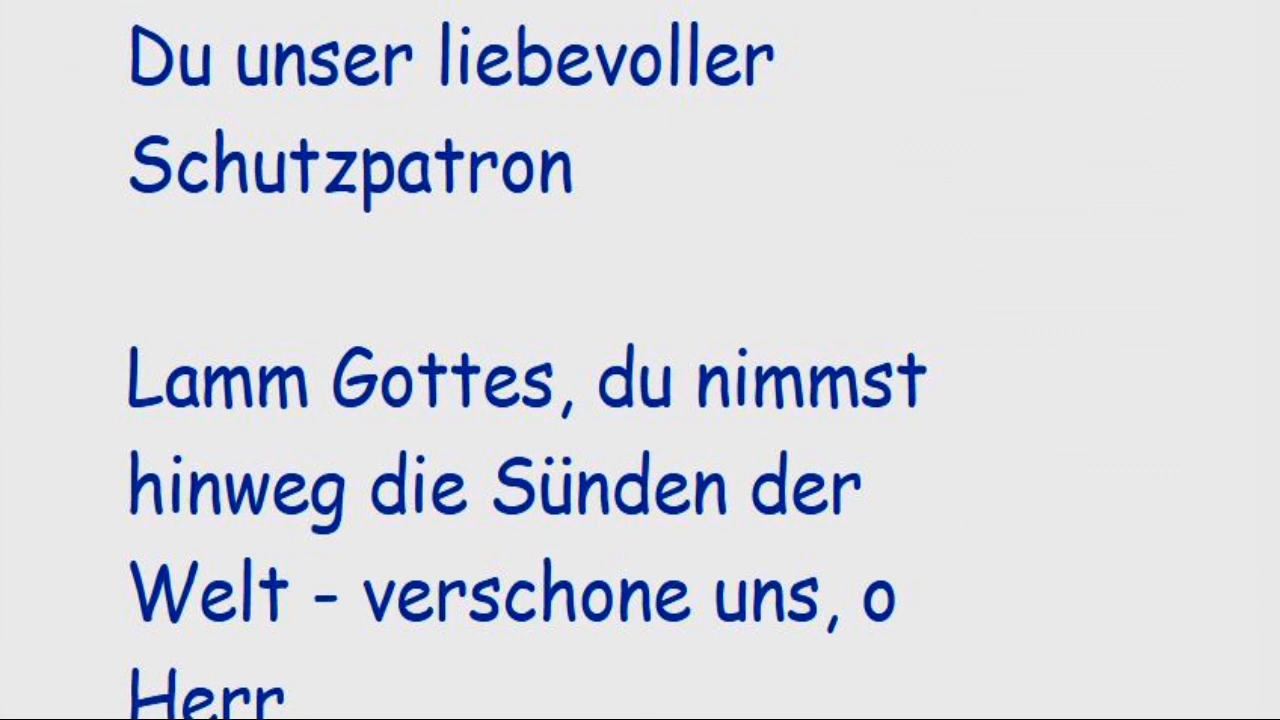 Du unser liebevoller
Schutzpatron
Lamm Gottes, du nimmst
hinweg die Sünden der
Welt - verschone uns, o
Herr